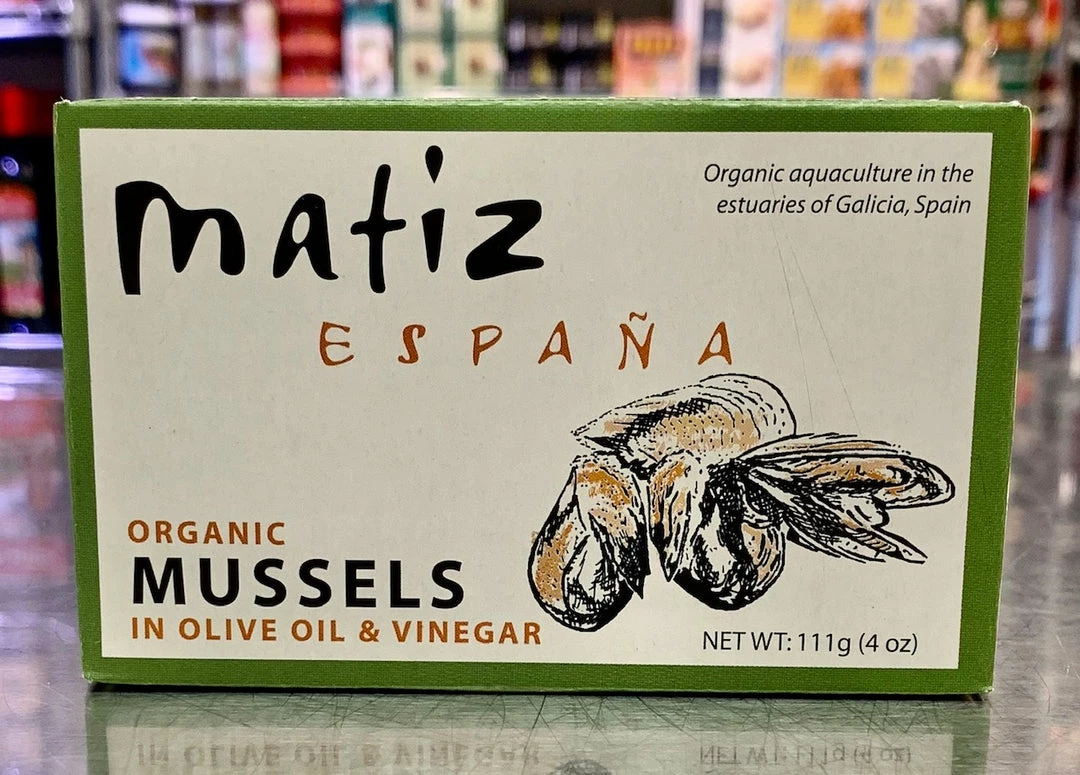 matiz
ESPAÑA
Organic aquaculture in the
estuaries of Galicia, Spain
ORGANIC
MUSSELS
IN OLIVE OIL & VINEGAR
NET WT: 111g (4 oz)